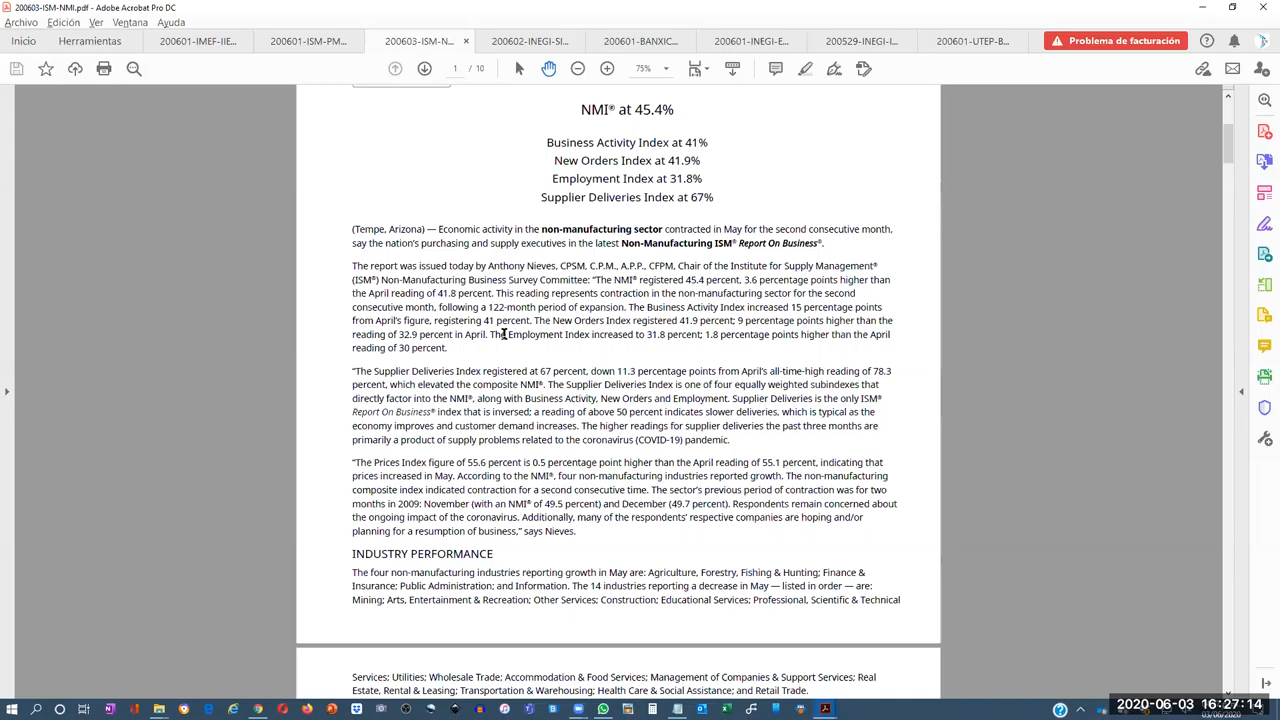 200603-ISM-NMI.pdf - Adobe Acrobat Pro DC
Archivo Edición Ver Ventana Ayuda
Inicio Herramientas 200601-IMEF-IIE... 200601-ISM-PM... 200603-ISM-N... × 200602-INEGI-SI... 200601-BANXIC... 200601-INEGI-E... 200529-INEGI-I... 200601-UTEP-B... Problema de facturación
1 / 10 75%
NMI® at 45.4%
Business Activity Index at 41%
New Orders Index at 41.9%
Employment Index at 31.8%
Supplier Deliveries Index at 67%
(Tempe, Arizona) — Economic activity in the non-manufacturing sector contracted in May for the second consecutive month,
say the nation's purchasing and supply executives in the latest Non-Manufacturing ISM® Report On Business®.
The report was issued today by Anthony Nieves, CPSM, C.P.M., A.P.P., CFPM, Chair of the Institute for Supply Management®
(ISM®) Non-Manufacturing Business Survey Committee: “The NMI® registered 45.4 percent, 3.6 percentage points higher than
the April reading of 41.8 percent. This reading represents contraction in the non-manufacturing sector for the second
consecutive month, following a 122-month period of expansion. The Business Activity Index increased 15 percentage points
from April's figure, registering 41 percent. The New Orders Index registered 41.9 percent; 9 percentage points higher than the
reading of 32.9 percent in April. The Employment Index increased to 31.8 percent; 1.8 percentage points higher than the April
reading of 30 percent.
“The Supplier Deliveries Index registered at 67 percent, down 11.3 percentage points from April's all-time-high reading of 78.3
percent, which elevated the composite NMI®. The Supplier Deliveries Index is one of four equally weighted subindexes that
directly factor into the NMI®, along with Business Activity, New Orders and Employment. Supplier Deliveries is the only ISM®
Report On Business® index that is inversed; a reading of above 50 percent indicates slower deliveries, which is typical as the
economy improves and customer demand increases. The higher readings for supplier deliveries the past three months are
primarily a product of supply problems related to the coronavirus (COVID-19) pandemic.
“The Prices Index figure of 55.6 percent is 0.5 percentage point higher than the April reading of 55.1 percent, indicating that
prices increased in May. According to the NMI®, four non-manufacturing industries reported growth. The non-manufacturing
composite index indicated contraction for a second consecutive time. The sector's previous period of contraction was for two
months in 2009: November (with an NMI® of 49.5 percent) and December (49.7 percent). Respondents remain concerned about
the ongoing impact of the coronavirus. Additionally, many of the respondents' respective companies are hoping and/or
planning for a resumption of business,” says Nieves.
INDUSTRY PERFORMANCE
The four non-manufacturing industries reporting growth in May are: Agriculture, Forestry, Fishing & Hunting; Finance &
Insurance; Public Administration; and Information. The 14 industries reporting a decrease in May — listed in order — are:
Mining; Arts, Entertainment & Recreation; Other Services; Construction; Educational Services; Professional, Scientific & Technical
Services; Utilities; Wholesale Trade; Accommodation & Food Services; Management of Companies & Support Services; Real
Estate, Rental & Leasing; Transportation & Warehousing; Health Care & Social Assistance; and Retail Trade.
2020-06-03 16:27:14
03/06/2020